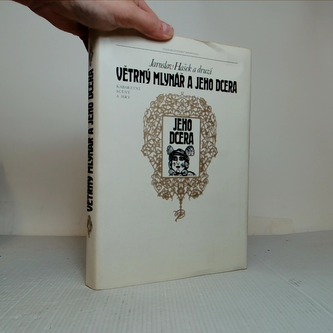 Jaroslav Hašek a druzí
VĚTRNÝ MLYNÁŘ A JEHO DCERA
KABARETNÍ
SCÉNY
A HRY
JEHO
DCERA
VĚTRNÝ MLYNÁŘ A JEHO DCERA